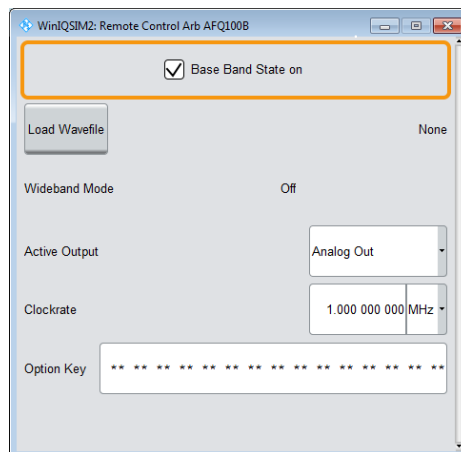 WinIQSIM2: Remote Control Arb AFQ100B
Base Band State on
Load Wavefile None
Wideband Mode Off
Active Output Analog Out
Clockrate 1.000 000 000 MHz
Option Key ** ** ** ** ** ** ** ** ** ** ** ** ** ** **